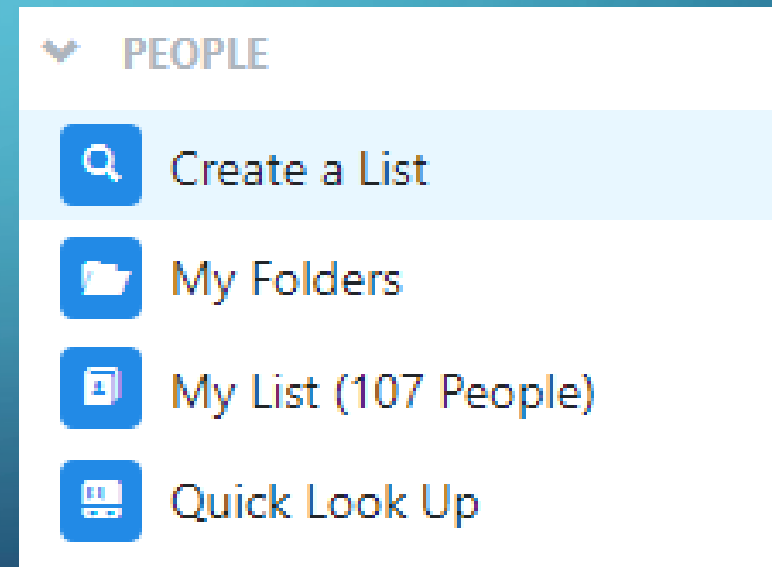 PEOPLE
Create a List
My Folders
My List (107 People)
Quick Look Up